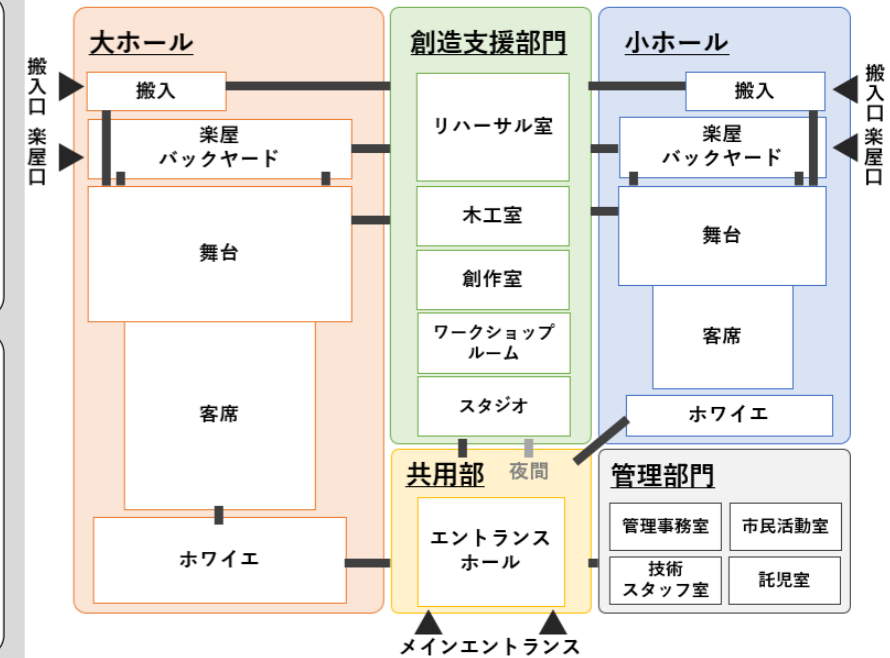 大ホール
搬入口
楽屋口
搬入
楽屋
バックヤード
舞台
客席
ホワイエ
創造支援部門
リハーサル室
木工室
創作室
ワークショップ
ルーム
スタジオ
小ホール
搬入
楽屋
バックヤード
舞台
客席
ホワイエ
搬入口
楽屋口
共用部
夜間
エントランス
ホール
メインエントランス
管理部門
管理事務室
市民活動室
技術
スタッフ室
託児室